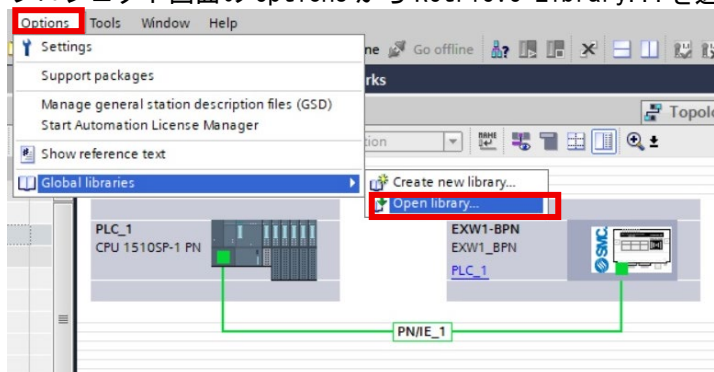 Options Tools Window Help
Settings
Go offline
Support packages
rks
Manage general station description files (GSD)
Start Automation License Manager
Topolo
Show reference text
Global libraries
Create new library...
Open library...
PLC_1
CPU 1510SP-1 PN
EXW1-BPN
EXW1_BPN
PLC_1
SMC
PN/IE_1